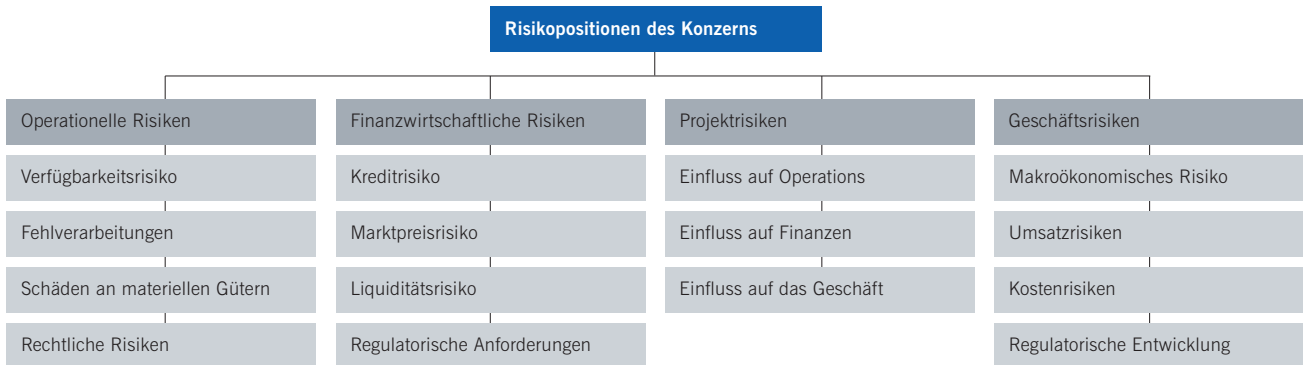 Risikopositionen des Konzerns
Operationelle Risiken
Verfügbarkeitsrisiko
Fehlverarbeitungen
Schäden an materiellen Gütern
Rechtliche Risiken
Finanzwirtschaftliche Risiken
Kreditrisiko
Marktpreisrisiko
Liquiditätsrisiko
Regulatorische Anforderungen
Projektrisiken
Einfluss auf Operations
Einfluss auf Finanzen
Einfluss auf das Geschäft
Geschäftsrisiken
Makroökonomisches Risiko
Umsatzrisiken
Kostenrisiken
Regulatorische Entwicklung